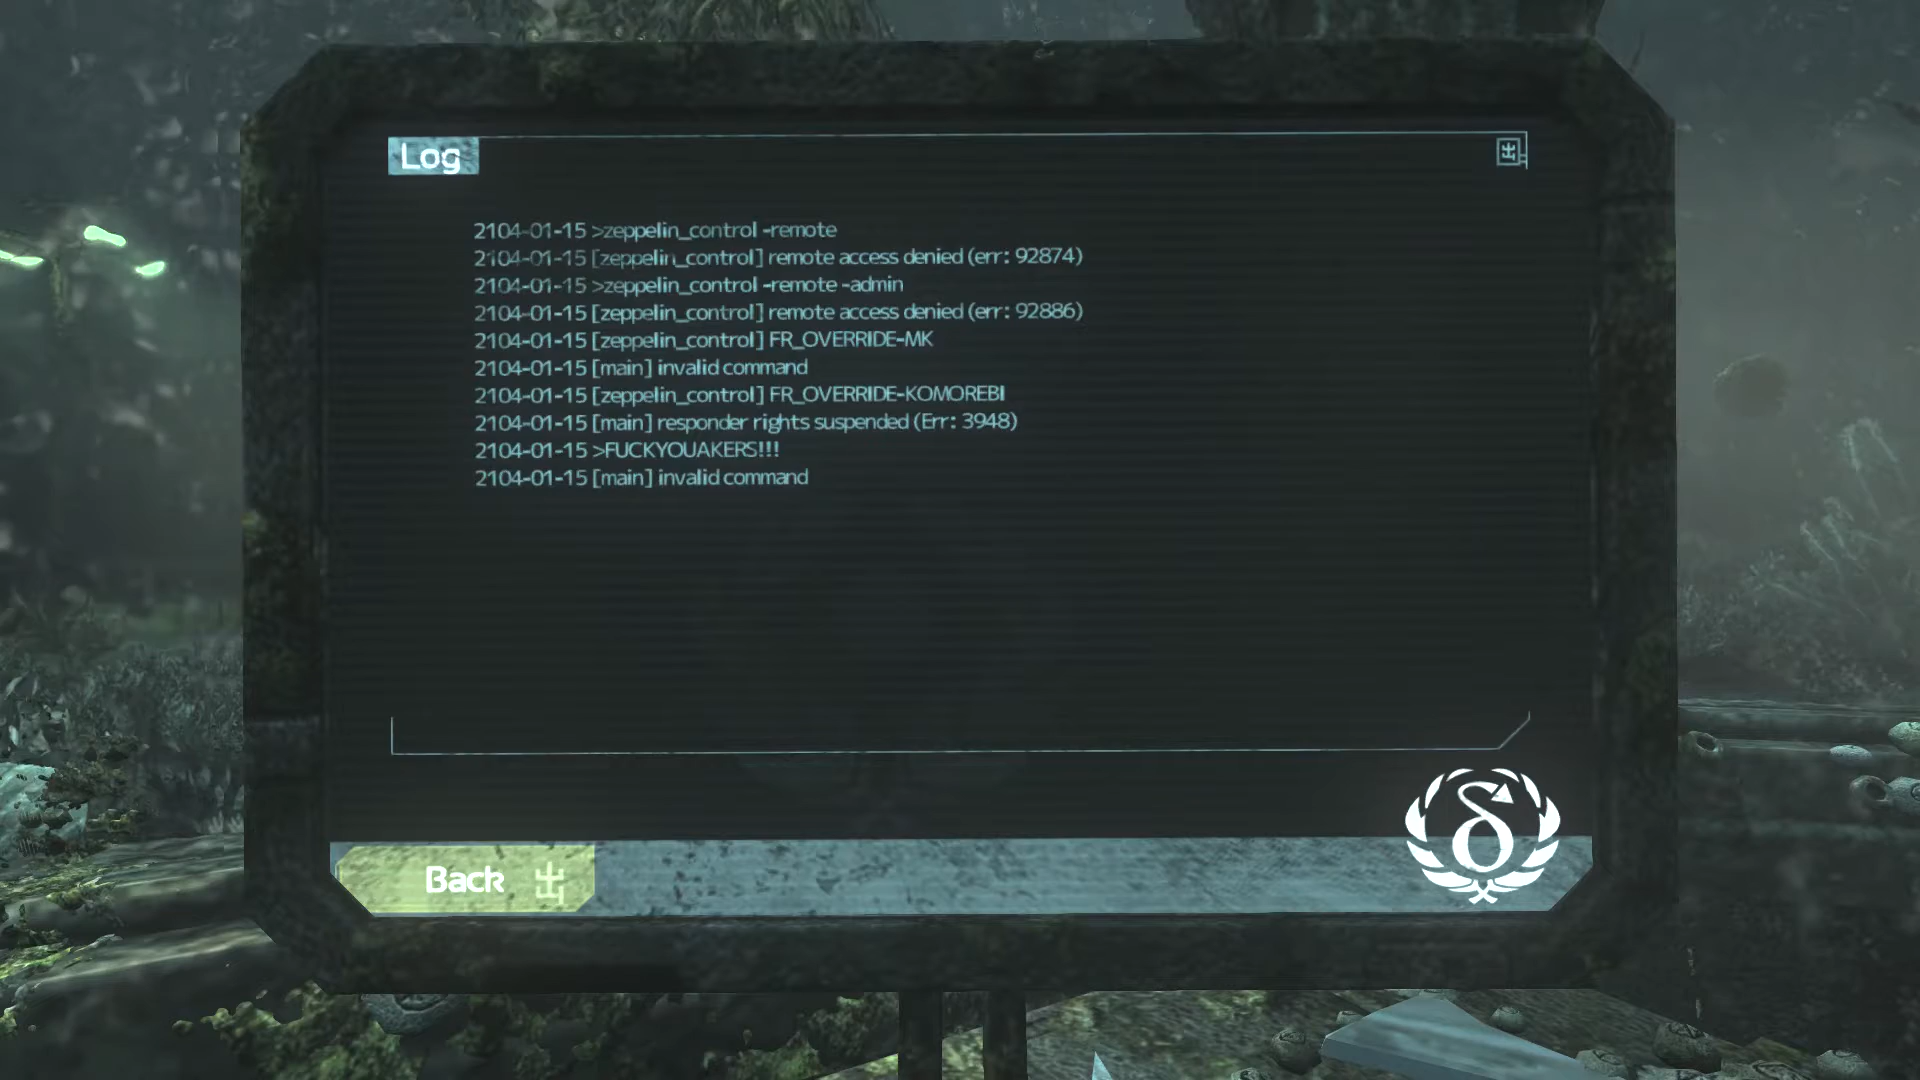 Log
2104-01-15 >zeppelin_control -remote
2104-01-15 [zeppelin_control] remote access denied (err: 92874)
2104-01-15 >zeppelin_control -remote -admin
2104-01-15 [zeppelin_control] remote access denied (err: 92886)
2104-01-15 [zeppelin_control] FR_OVERRIDE-MK
2104-01-15 [main] invalid command
2104-01-15 [zeppelin_control] FR_OVERRIDE-KOMOREBI
2104-01-15 [main] responder rights suspended (Err: 3948)
2104-01-15 >FUCKYOUAKERS!!!
2104-01-15 [main] invalid command
Back